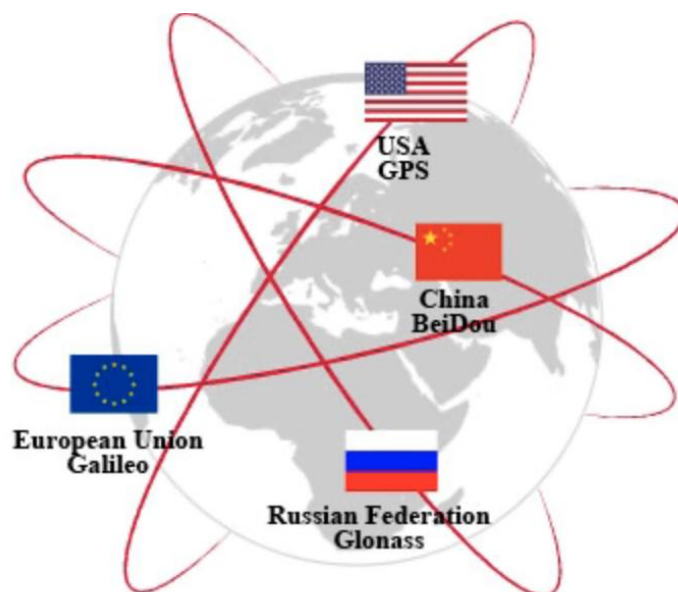 USA
GPS
China
BeiDou
European Union
Galileo
Russian Federation
Glonass